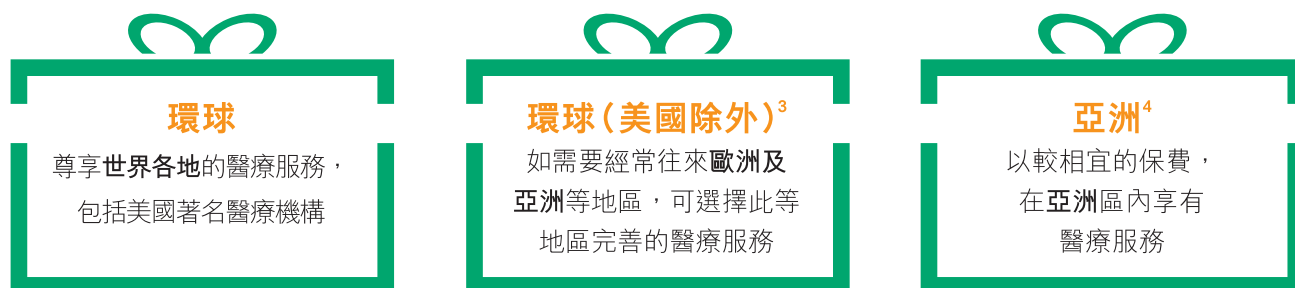 環球
尊享世界各地的醫療服務，
包括美國著名醫療機構
環球（美國除外）3
如需要經常往來歐洲及
亞洲等地區，可選擇此等
地區完善的醫療服務
亞洲4
以較相宜的保費，
在亞洲區內享有
醫療服務